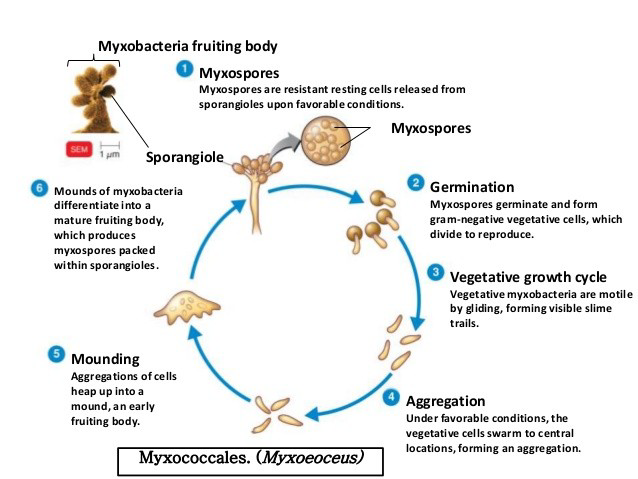 Myxobacteria fruiting body
1 Myxospores
Myxospores are resistant resting cells released from
sporangioles upon favorable conditions.
Myxospores
SEM 1 μm
Sporangiole
2 Germination
Myxospores germinate and form
gram-negative vegetative cells, which
divide to reproduce.
3 Vegetative growth cycle
Vegetative myxobacteria are motile
by gliding, forming visible slime
trails.
4 Aggregation
Under favorable conditions, the
vegetative cells swarm to central
locations, forming an aggregation.
5 Mounding
Aggregations of cells
heap up into a
mound, an early
fruiting body.
6 Mounds of myxobacteria
differentiate into a
mature fruiting body,
which produces
myxospores packed
within sporangioles.
Myxococcales. (Myxoeoceus)